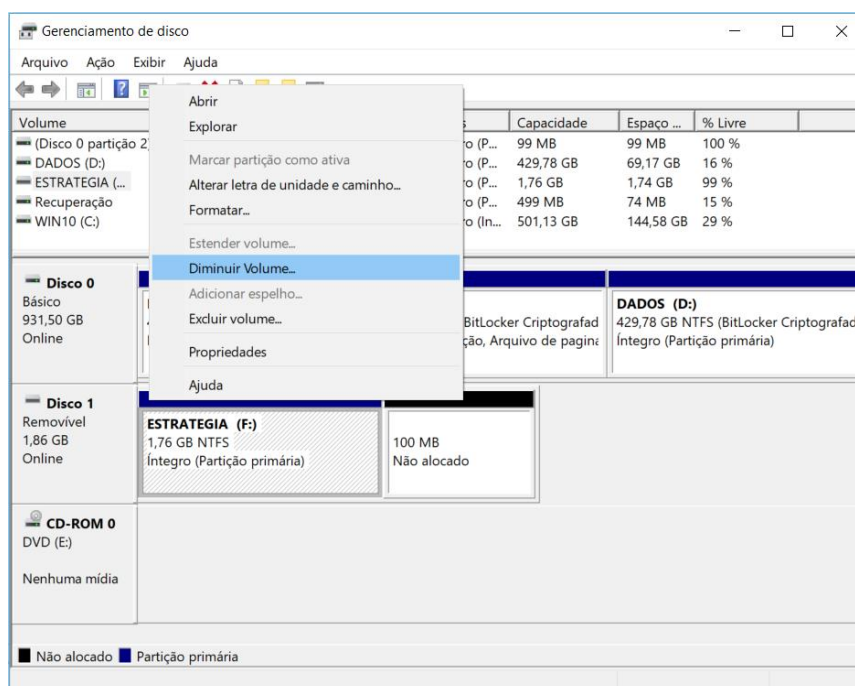 Gerenciamento de disco
Arquivo Ação Exibir Ajuda
Volume Capacidade Espaço ... % Livre
(Disco 0 partição 2) ro (P... 99 MB 99 MB 100 %
DADOS (D:) ro (P... 429,78 GB 69,17 GB 16 %
ESTRATEGIA (... ro (P... 1,76 GB 1,74 GB 99 %
Recuperação ro (P... 499 MB 74 MB 15 %
WIN10 (C:) ro (In... 501,13 GB 144,58 GB 29 %
Abrir
Explorar
Marcar partição como ativa
Alterar letra de unidade e caminho...
Formatar...
Estender volume...
Diminuir Volume...
Adicionar espelho...
Excluir volume...
Propriedades
Ajuda
Disco 0
Básico
931,50 GB
Online
BitLocker Criptografad
ção, Arquivo de pagina
DADOS (D:)
429,78 GB NTFS (BitLocker Criptografad
Íntegro (Partição primária)
Disco 1
Removível
1,86 GB
Online
ESTRATEGIA (F:)
1,76 GB NTFS
Íntegro (Partição primária)
100 MB
Não alocado
CD-ROM 0
DVD (E:)
Nenhuma mídia
Não alocado Partição primária